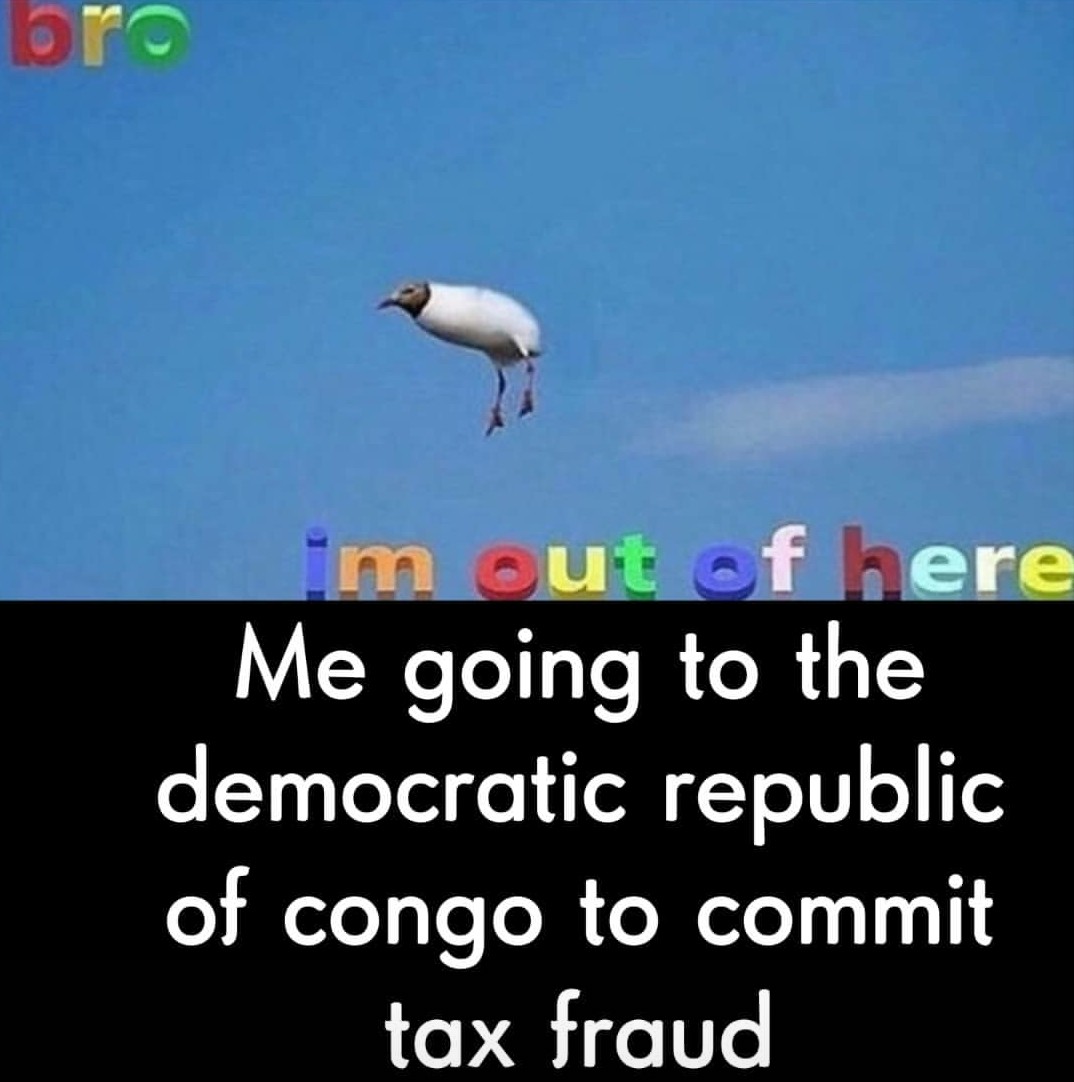 bro
im out of here
Me going to the
democratic republic
of congo to commit
tax fraud